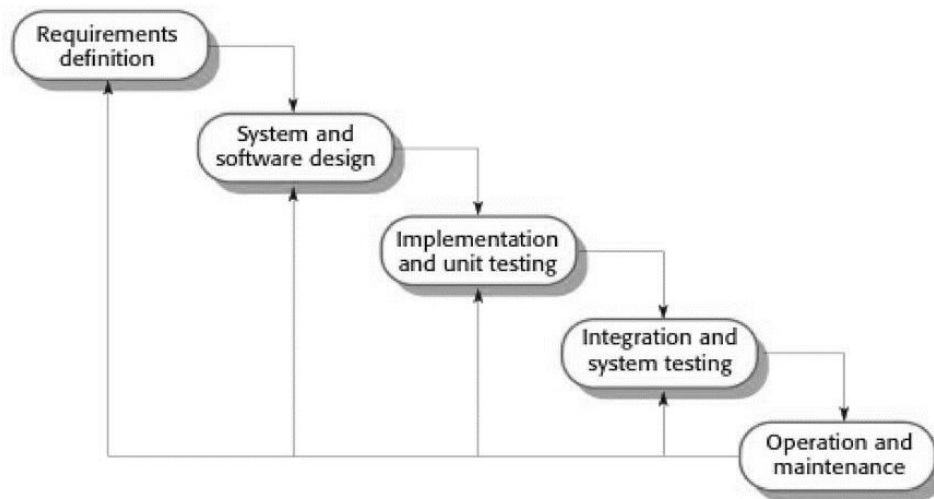 Requirements
definition
System and
software design
Implementation
and unit testing
Integration and
system testing
Operation and
maintenance